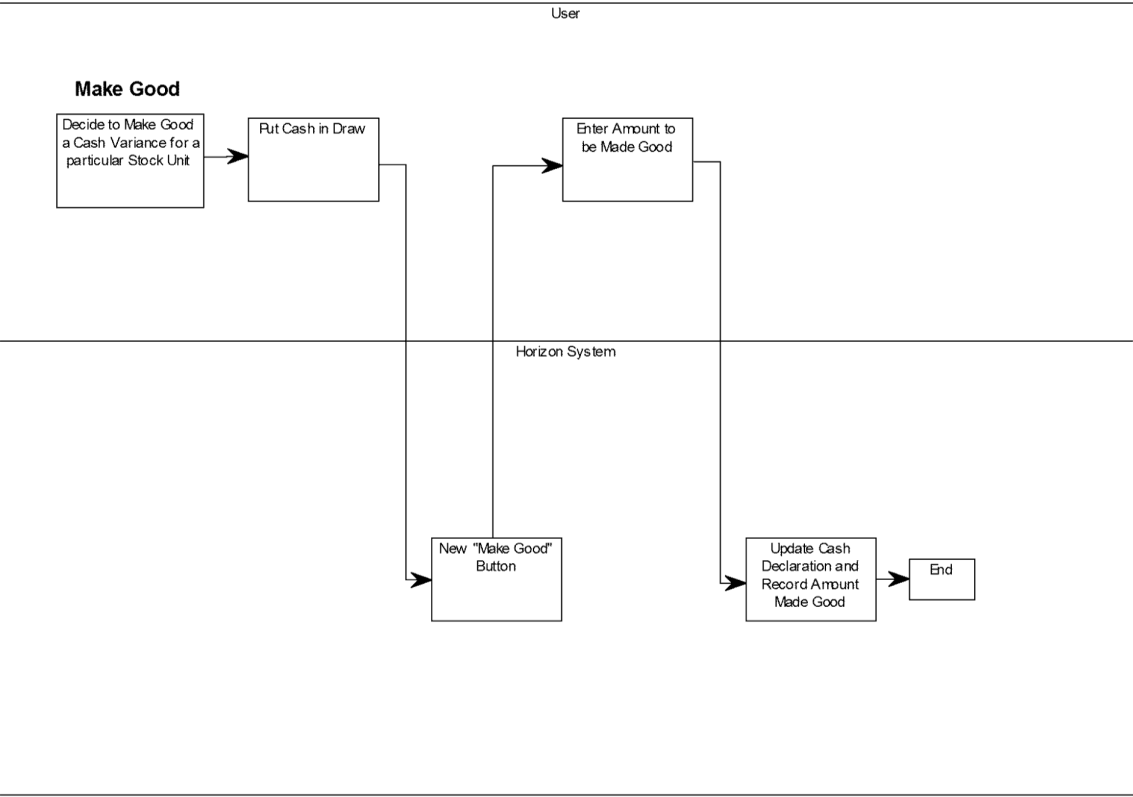 User
Make Good
Decide to Make Good
a Cash Variance for a
particular Stock Unit
Put Cash in Draw
Enter Amount to
be Made Good
Horizon System
New "Make Good"
Button
Update Cash
Declaration and
Record Amount
Made Good
End